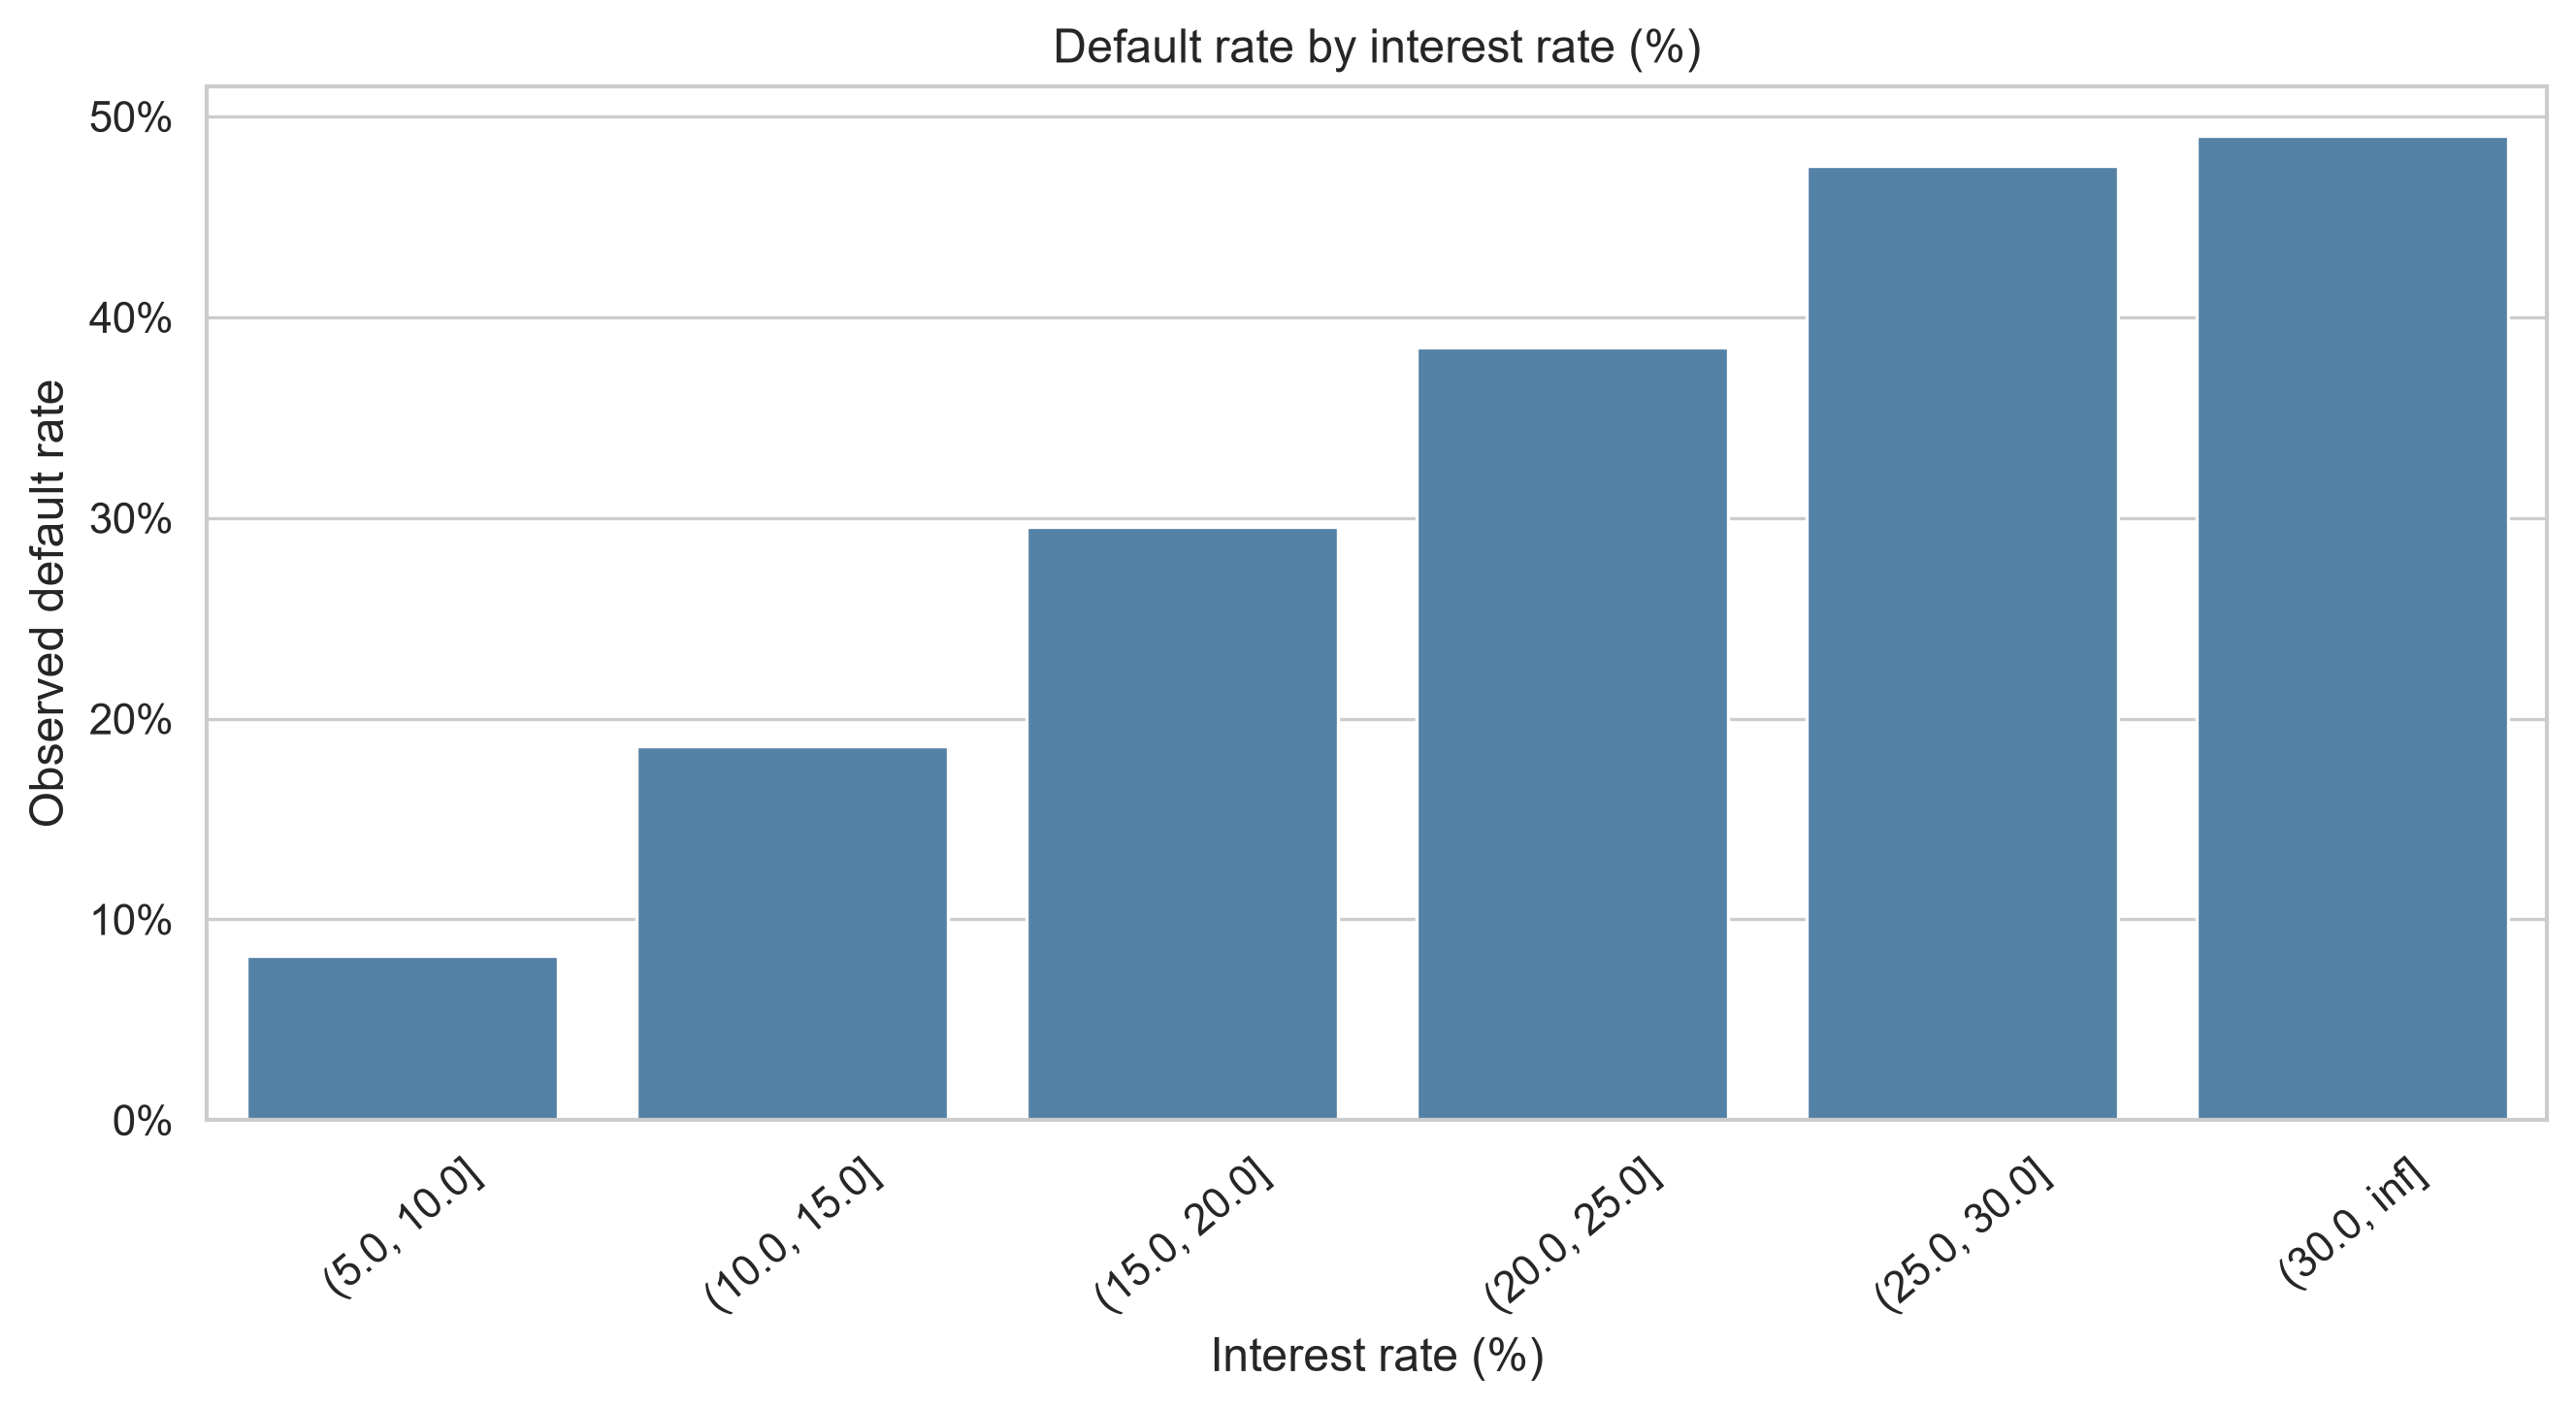 Default rate by interest rate (%)
Observed default rate
50%
40%
30%
20%
10%
0%
(5.0, 10.0]
(10.0, 15.0]
(15.0, 20.0]
(20.0, 25.0]
(25.0, 30.0]
(30.0, inf]
Interest rate (%)